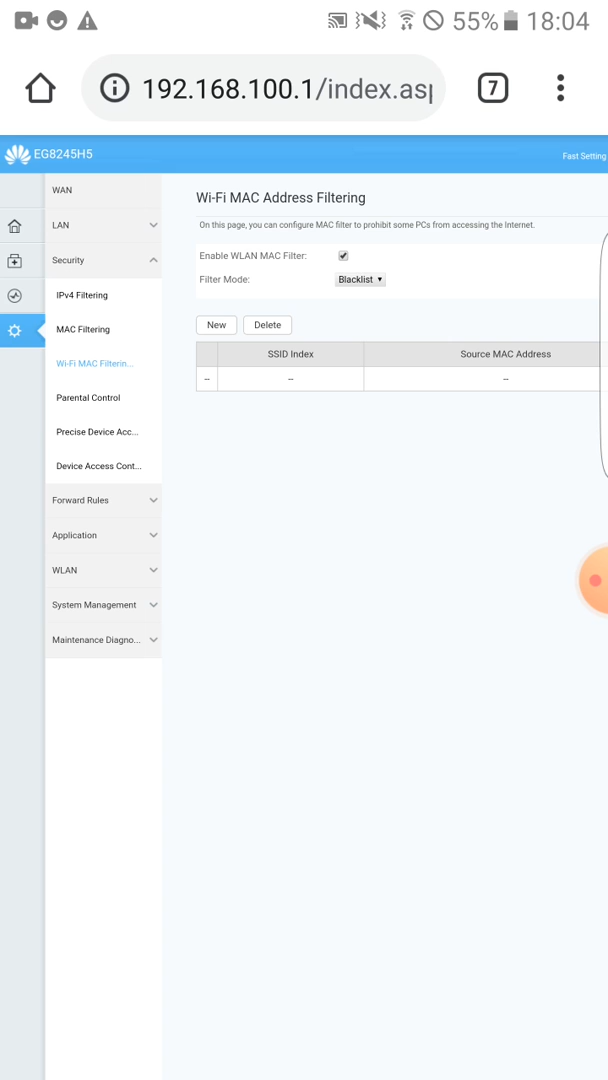 55% 18:04
192.168.100.1/index.asp
7
EG8245H5
Fast Setting
WAN
LAN
Security
IPv4 Filtering
MAC Filtering
Wi-Fi MAC Filterin...
Parental Control
Precise Device Acc...
Device Access Cont...
Forward Rules
Application
WLAN
System Management
Maintenance Diagno...
Wi-Fi MAC Address Filtering
On this page, you can configure MAC filter to prohibit some PCs from accessing the Internet.
Enable WLAN MAC Filter:
Filter Mode: Blacklist
New Delete
SSID Index Source MAC Address
-- -- --